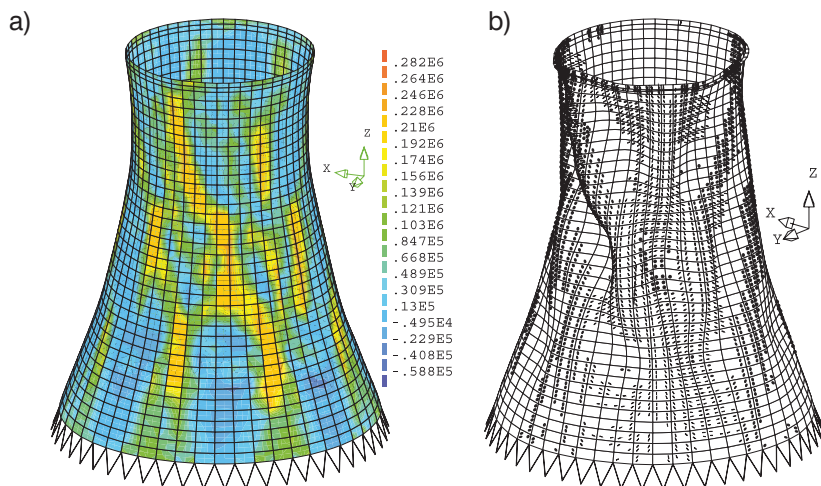 a)
b)
.282E6
.264E6
.246E6
.228E6
.21E6
.192E6
.174E6
.156E6
.139E6
.121E6
.103E6
.847E5
.668E5
.489E5
.309E5
.13E5
-.495E4
-.229E5
-.408E5
-.588E5
Z
X
Y
Z
X
Y